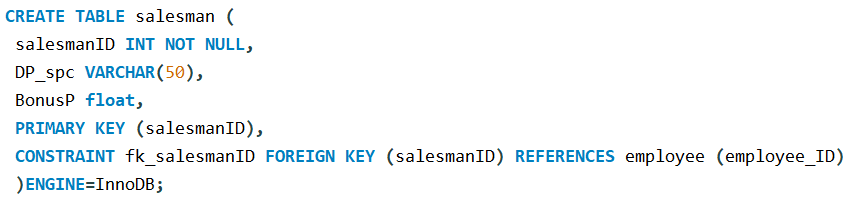 CREATE TABLE salesman (
salesmanID INT NOT NULL,
DP_spc VARCHAR(50),
BonusP float,
PRIMARY KEY (salesmanID),
CONSTRAINT fk_salesmanID FOREIGN KEY (salesmanID) REFERENCES employee (employee_ID)
)ENGINE=InnoDB;